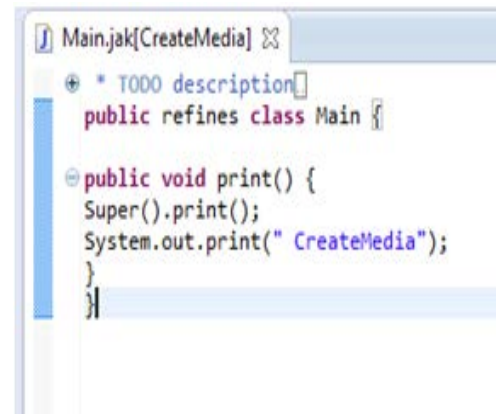 Main.jak[CreateMedia]
* TODO description
public refines class Main {
public void print() {
Super().print();
System.out.print(" CreateMedia");
}
}